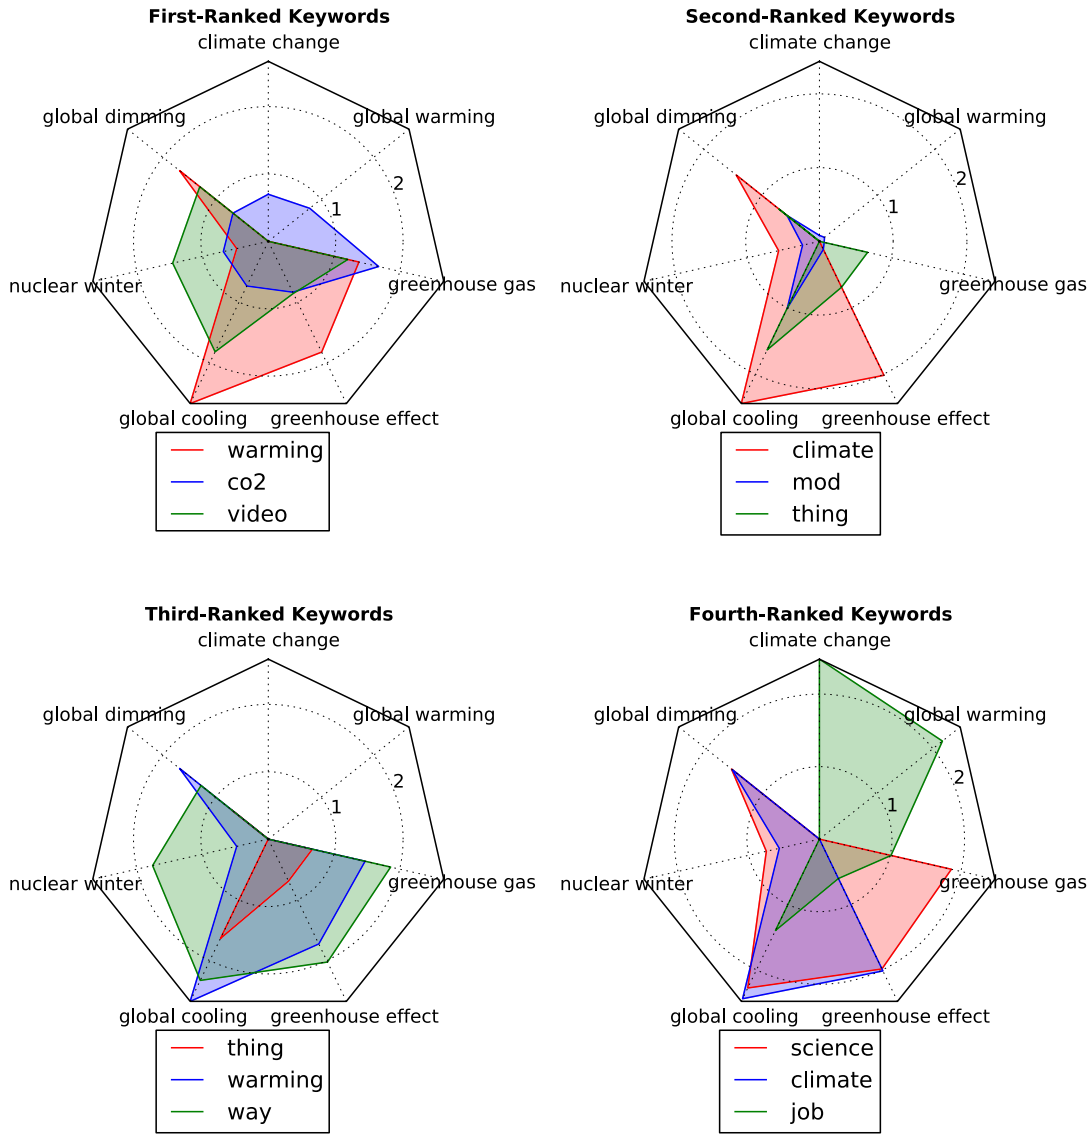 First-Ranked Keywords
climate change
global dimming
global warming
2
1
nuclear winter
greenhouse gas
global cooling
greenhouse effect
warming
co2
video
Second-Ranked Keywords
climate change
global dimming
global warming
2
1
nuclear winter
greenhouse gas
global cooling
greenhouse effect
climate
mod
thing
Third-Ranked Keywords
climate change
global dimming
global warming
2
1
nuclear winter
greenhouse gas
global cooling
greenhouse effect
thing
warming
way
Fourth-Ranked Keywords
climate change
global dimming
global warming
2
1
nuclear winter
greenhouse gas
global cooling
greenhouse effect
science
climate
job